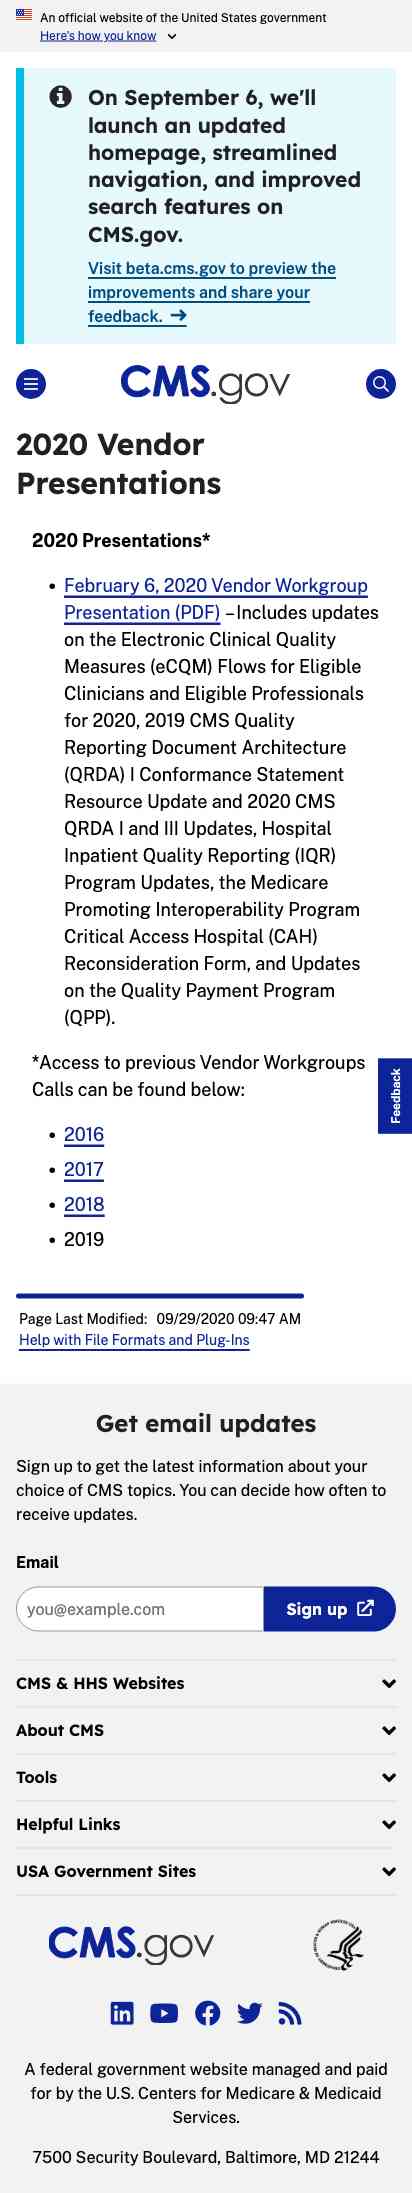 An official website of the United States government
Here's how you know
On September 6, we'll
launch an updated
homepage, streamlined
navigation, and improved
search features on
CMS.gov.
Visit beta.cms.gov to preview the
improvements and share your
feedback.
CMS.gov
2020 Vendor
Presentations
2020 Presentations*
• February 6, 2020 Vendor Workgroup
Presentation (PDF) –Includes updates
on the Electronic Clinical Quality
Measures (eCQM) Flows for Eligible
Clinicians and Eligible Professionals
for 2020, 2019 CMS Quality
Reporting Document Architecture
(QRDA) I Conformance Statement
Resource Update and 2020 CMS
QRDA I and III Updates, Hospital
Inpatient Quality Reporting (IQR)
Program Updates, the Medicare
Promoting Interoperability Program
Critical Access Hospital (CAH)
Reconsideration Form, and Updates
on the Quality Payment Program
(QPP).
*Access to previous Vendor Workgroups
Calls can be found below:
Feedback
• 2016
• 2017
• 2018
• 2019
Page Last Modified: 09/29/2020 09:47 AM
Help with File Formats and Plug-Ins
Get email updates
Sign up to get the latest information about your
choice of CMS topics. You can decide how often to
receive updates.
Email
you@example.com
Sign up
CMS & HHS Websites
About CMS
Tools
Helpful Links
USA Government Sites
CMS.gov
A federal government website managed and paid
for by the U.S. Centers for Medicare & Medicaid
Services.
7500 Security Boulevard, Baltimore, MD 21244